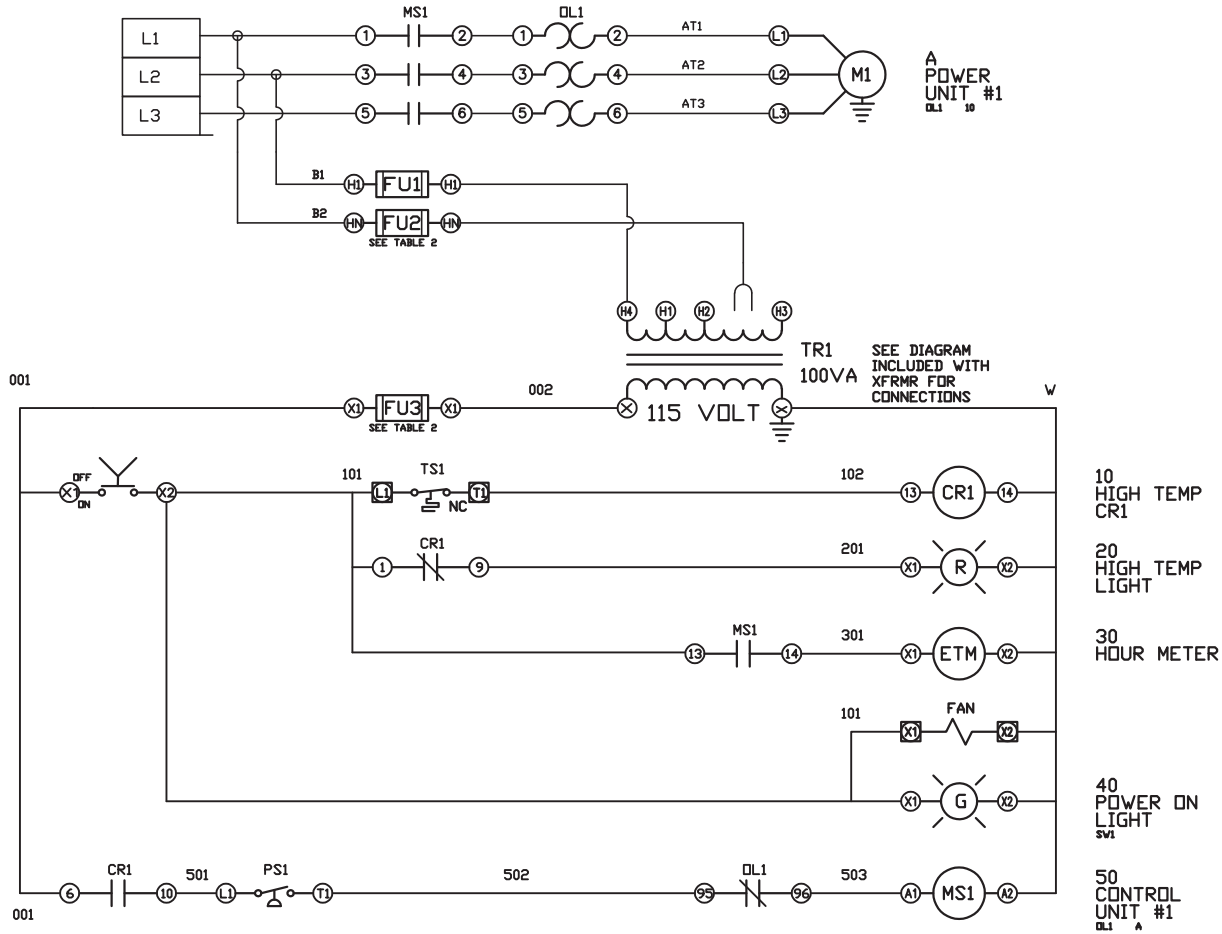 MS1 OL1
L1 1 2 1 2 AT1 L1
L2 3 4 3 4 AT2 L2 M1
L3 5 6 5 6 AT3 L3
A
POWER
UNIT #1
OL1 10
B1 H1 FU1 H1
B2 HN FU2 HN
SEE TABLE 2
H4 H1 H2 H3
TR1
100VA
SEE DIAGRAM
INCLUDED WITH
XFRMR FOR
CONNECTIONS
001 002 W
X1 FU3 X1 X 115 VOLT X
SEE TABLE 2
OFF 101 TS1 102
X1 X2 L1 T1 13 CR1 14
ON NC
10
HIGH TEMP
CR1
CR1 201
1 9 X1 R X2
20
HIGH TEMP
LIGHT
MS1 301
13 14 X1 ETM X2
30
HOUR METER
101 FAN
X1 X2
X1 G X2
40
POWER ON
LIGHT
SW1
CR1 501 PS1 502 OL1 503
6 10 L1 T1 95 96 A1 MS1 A2
001
50
CONTROL
UNIT #1
OL1 A